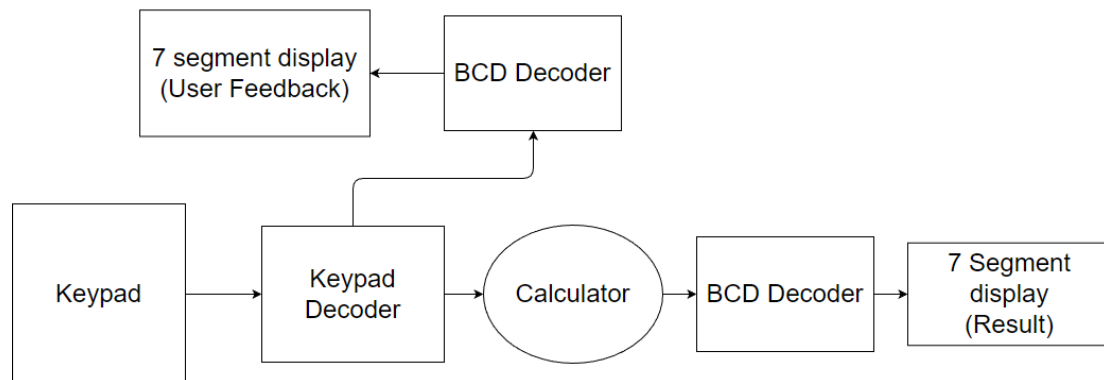 7 segment display
(User Feedback)
BCD Decoder
Keypad
Keypad
Decoder
Calculator
BCD Decoder
7 Segment
display
(Result)